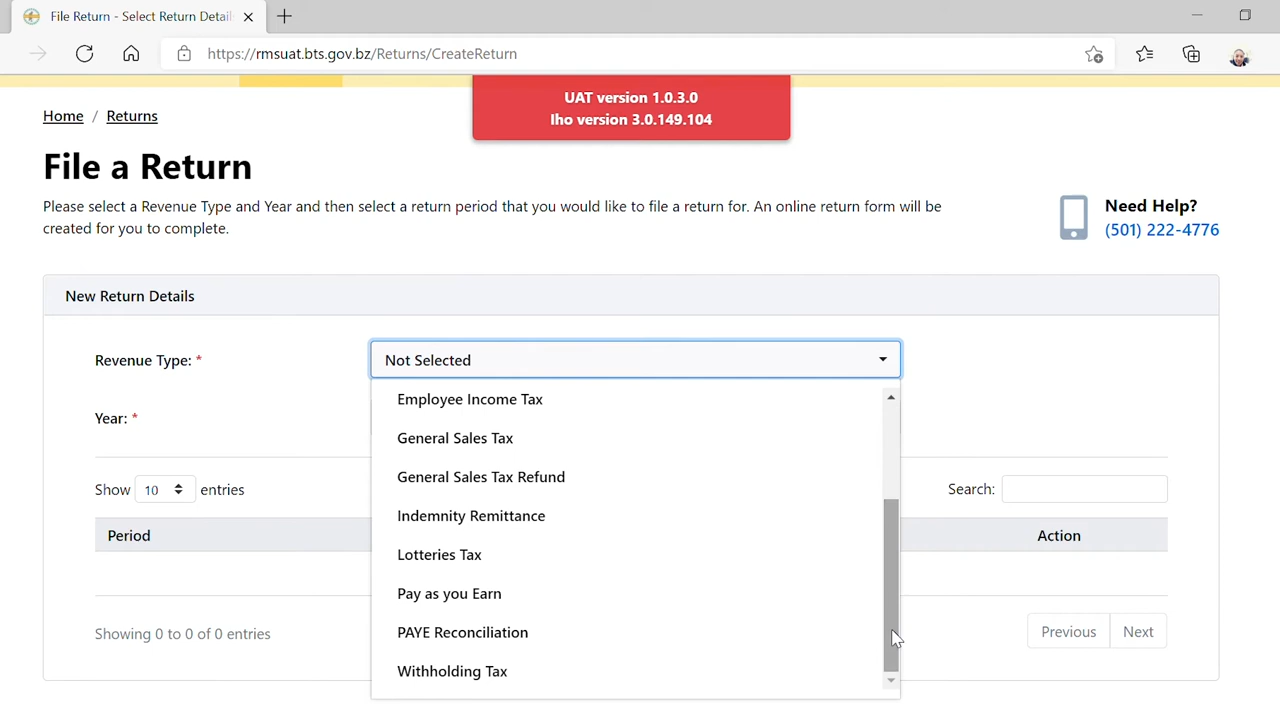 File Return - Select Return Detai
https://rmsuat.bts.gov.bz/Returns/CreateReturn
UAT version 1.0.3.0
Iho version 3.0.149.104
Home / Returns
File a Return
Please select a Revenue Type and Year and then select a return period that you would like to file a return for. An online return form will be
created for you to complete.
Need Help?
(501) 222-4776
New Return Details
Revenue Type: *
Not Selected
Employee Income Tax
Year: *
General Sales Tax
General Sales Tax Refund
Show 10 entries
Search:
Indemnity Remittance
Period
Action
Lotteries Tax
Pay as you Earn
PAYE Reconciliation
Showing 0 to 0 of 0 entries
Previous Next
Withholding Tax